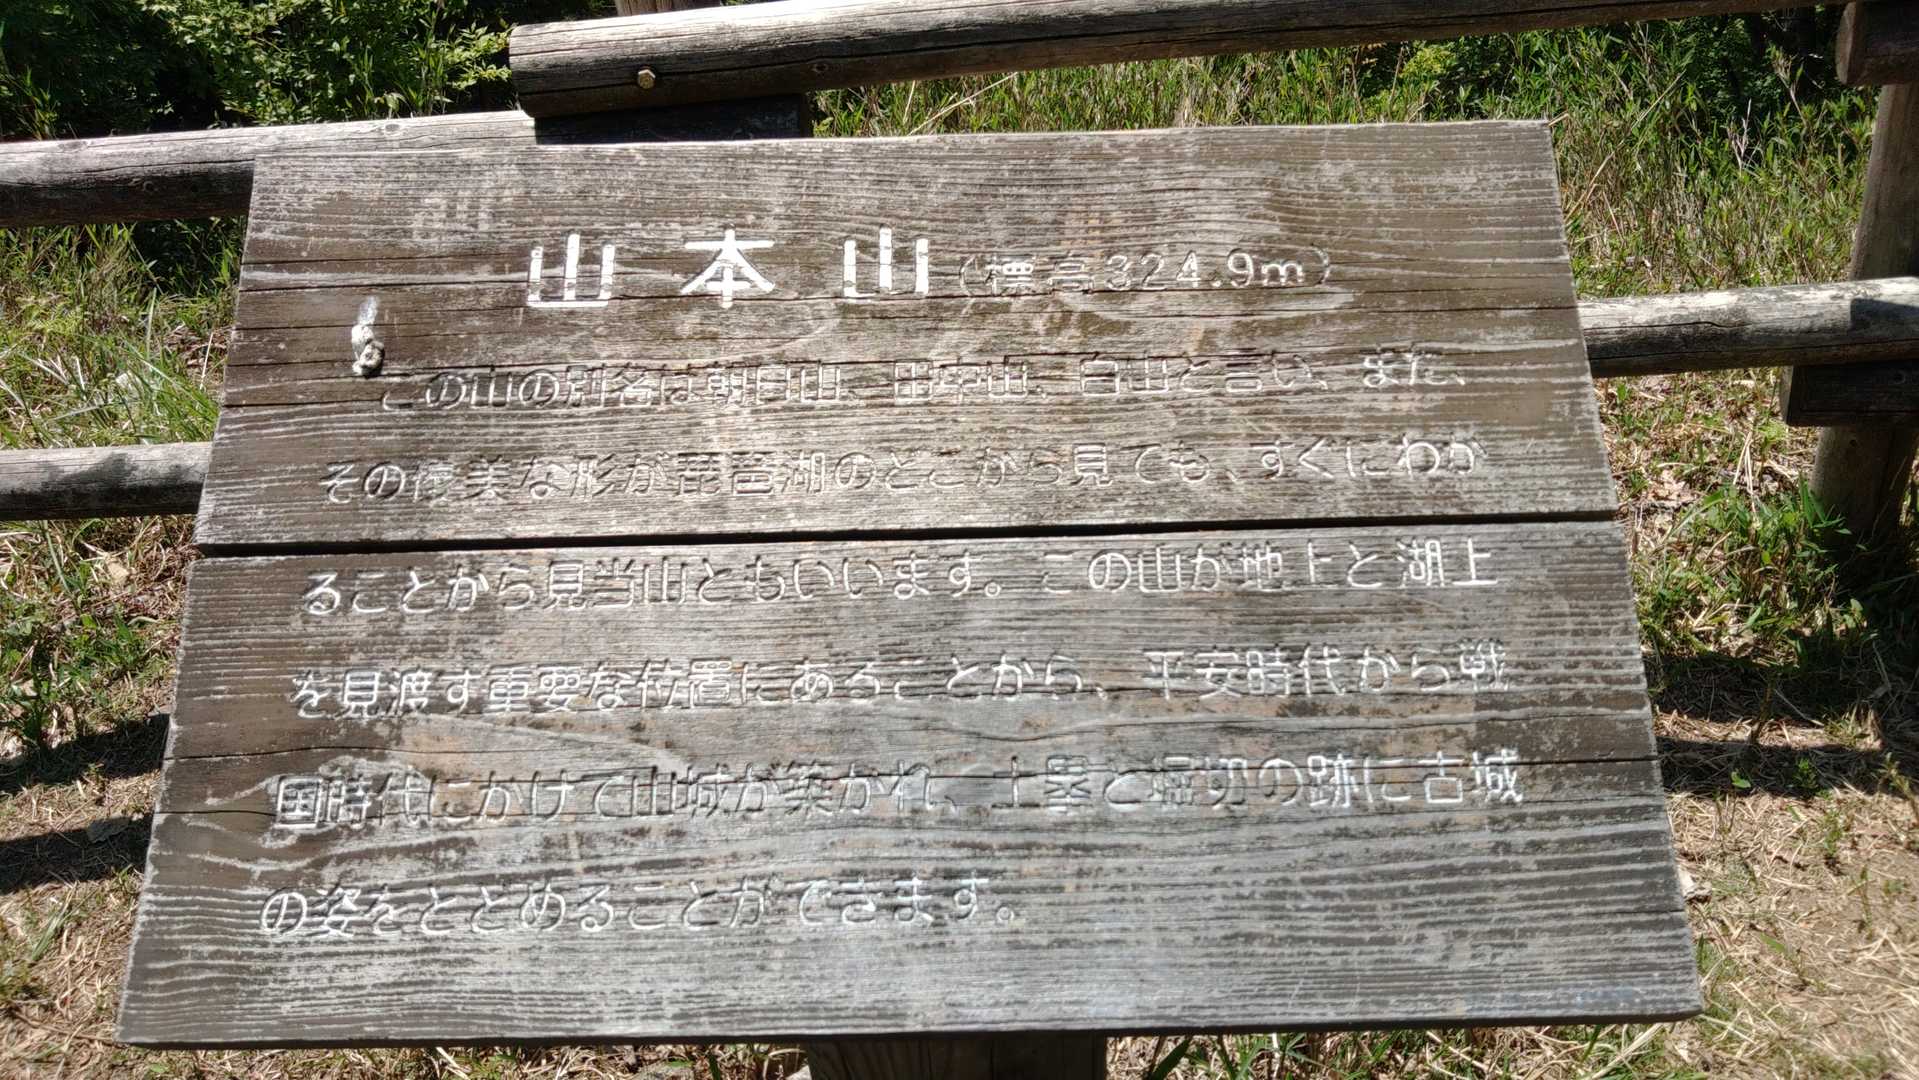 山本山(標高324.9m)
この山の別名は朝日山、田中山、白山と言い、また、
その優美な形が琵琶湖のどこから見ても、すぐにわか
ることから見当山ともいいます。この山が地上と湖上
を見渡す重要な位置にあることから、平安時代から戦
国時代にかけて山城が築かれ、土塁と堀切の跡に古城
の姿をとどめることができます。